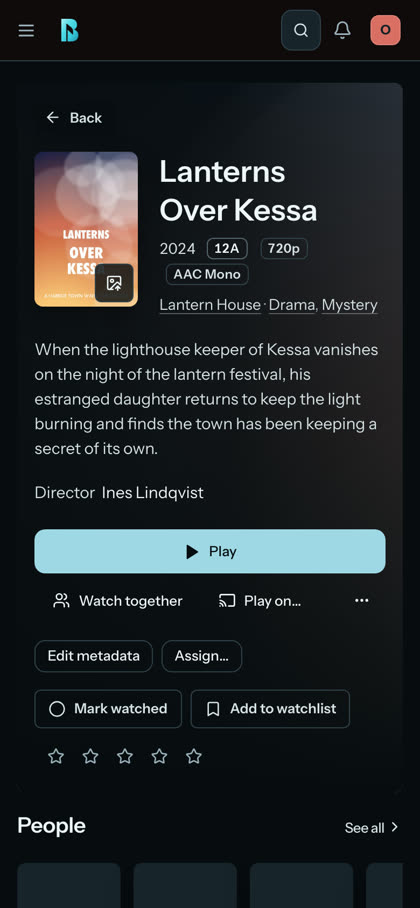 B
O
Back
LANTERNS
OVER
KESSA
Lanterns
Over Kessa
2024 12A 720p
AAC Mono
Lantern House · Drama, Mystery
When the lighthouse keeper of Kessa vanishes
on the night of the lantern festival, his
estranged daughter returns to keep the light
burning and finds the town has been keeping a
secret of its own.
Director Ines Lindqvist
Play
Watch together
Play on...
Edit metadata
Assign...
Mark watched
Add to watchlist
People
See all